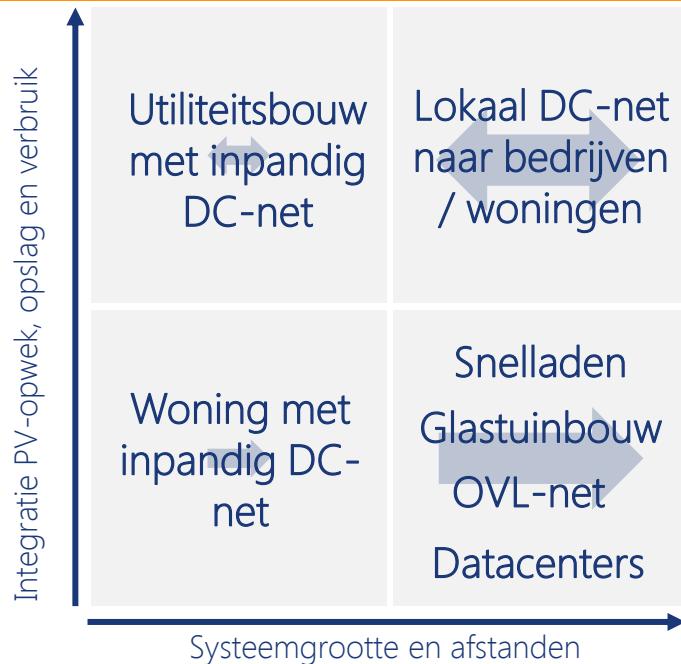 Integratie PV-opwek, opslag en verbruik
Utiliteitsbouw
met inpandig
DC-net
Lokaal DC-net
naar bedrijven
/ woningen
Woning met
inpandig DC-
net
Snelladen
Glastuinbouw
OVL-net
Datacenters
Systeemgrootte en afstanden